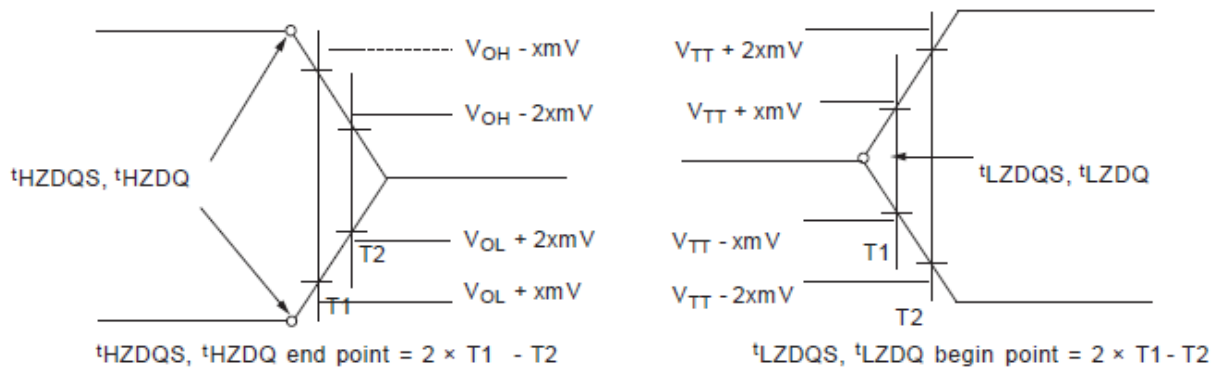 VOH - xmV
VOH - 2xmV
tHZDQS, tHZDQ
VOL + 2xmV
T2
VOL + xmV
T1
tHZDQS, tHZDQ end point = 2 × T1 - T2
VTT + 2xmV
VTT + xmV
tLZDQS, tLZDQ
VTT - xmV
T1
VTT - 2xmV
T2
tLZDQS, tLZDQ begin point = 2 × T1 - T2